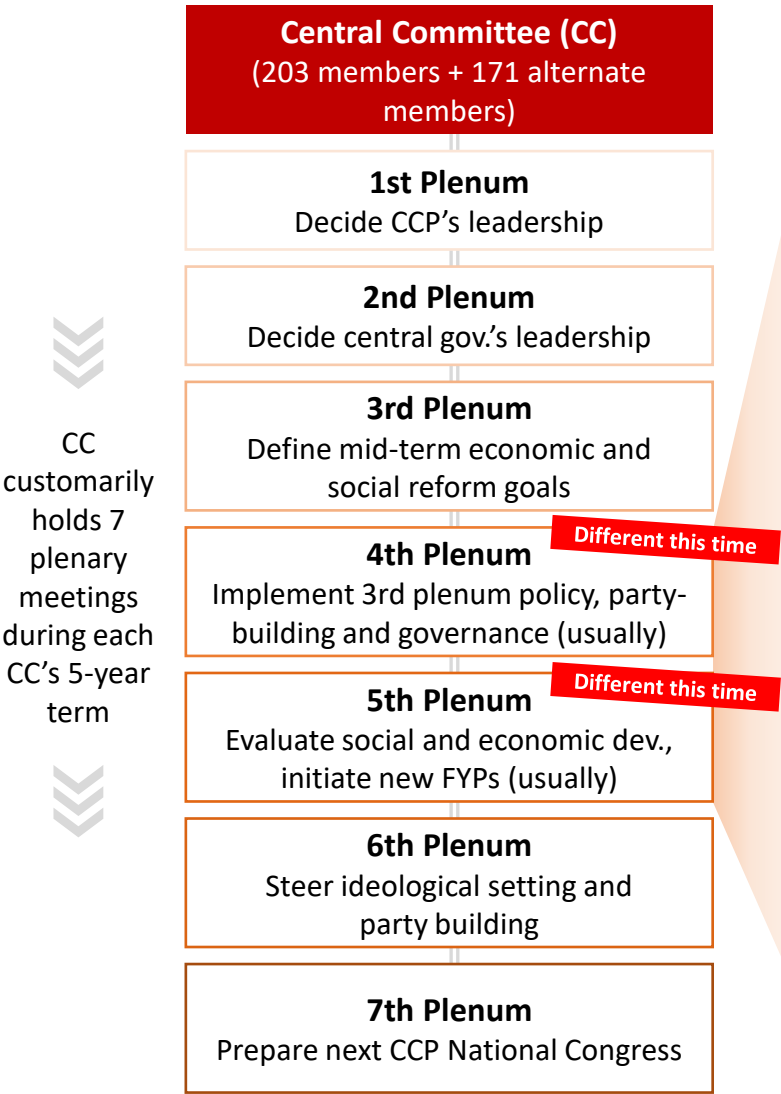 Central Committee (CC)
(203 members + 171 alternate
members)
1st Plenum
Decide CCP’s leadership
2nd Plenum
Decide central gov.’s leadership
3rd Plenum
Define mid-term economic and
social reform goals
Different this time
4th Plenum
Implement 3rd plenum policy, party-
building and governance (usually)
Different this time
5th Plenum
Evaluate social and economic dev.,
initiate new FYPs (usually)
6th Plenum
Steer ideological setting and
party building
7th Plenum
Prepare next CCP National Congress
CC
customarily
holds 7
plenary
meetings
during each
CC’s 5-year
term